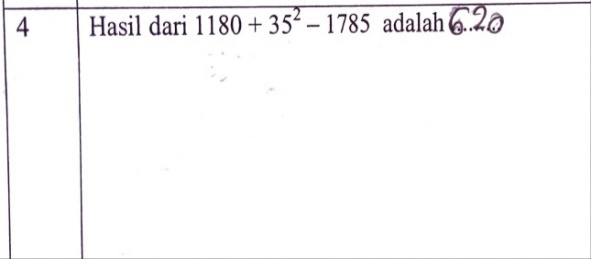 4 Hasil dari 1180 + 35² – 1785 adalah 620